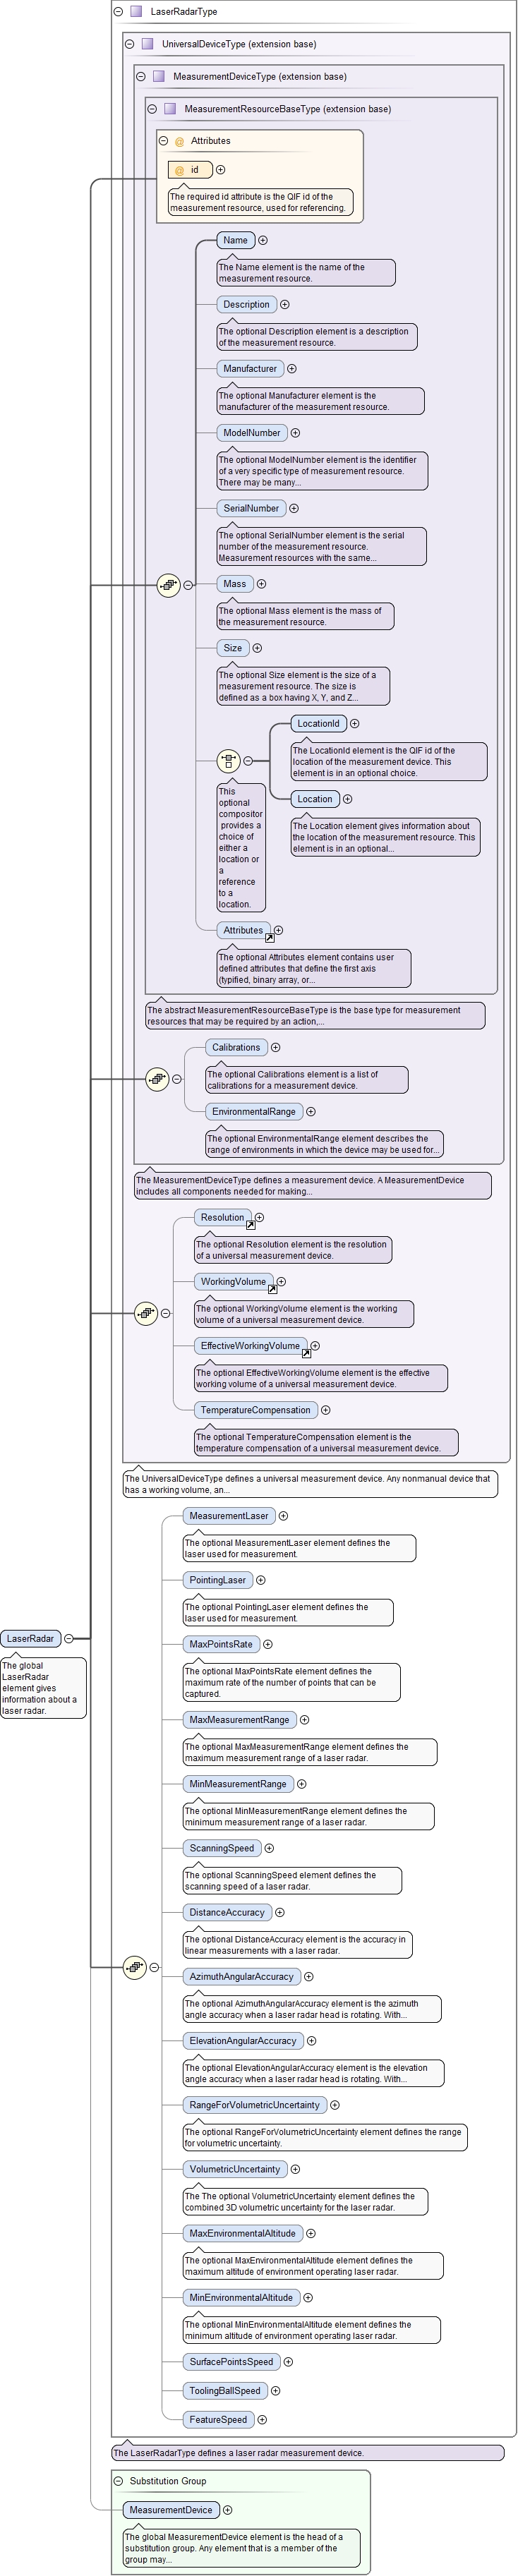 LaserRadarType
UniversalDeviceType (extension base)
MeasurementDeviceType (extension base)
MeasurementResourceBaseType (extension base)
@ Attributes
@ id
The required id attribute is the QIF id of the
measurement resource, used for referencing.
Name
The Name element is the name of the
measurement resource.
Description
The optional Description element is a description
of the measurement resource.
Manufacturer
The optional Manufacturer element is the
manufacturer of the measurement resource.
ModelNumber
The optional ModelNumber element is the identifier
of a very specific type of measurement resource.
There may be many...
SerialNumber
The optional SerialNumber element is the serial
number of the measurement resource.
Measurement resources with the same...
Mass
The optional Mass element is the mass of
the measurement resource.
Size
The optional Size element is the size of a
measurement resource. The size is
defined as a box having X, Y, and Z...
LocationId
The LocationId element is the QIF id of the
location of the measurement device. This
element is in an optional choice.
Location
The Location element gives information about
the location of the measurement resource. This
element is in an optional...
This
optional
compositor
provides a
choice of
either a
location or
a
reference
to a
location.
Attributes
The optional Attributes element contains user
defined attributes that define the first axis
(typified, binary array, or...
The abstract MeasurementResourceBaseType is the base type for measurement
resources that may be required by an action,...
Calibrations
The optional Calibrations element is a list of
calibrations for a measurement device.
EnvironmentalRange
The optional EnvironmentalRange element describes the
range of environments in which the device may be used for...
The MeasurementDeviceType defines a measurement device. A MeasurementDevice
includes all components needed for making...
Resolution
The optional Resolution element is the resolution
of a universal measurement device.
WorkingVolume
The optional WorkingVolume element is the working
volume of a universal measurement device.
EffectiveWorkingVolume
The optional EffectiveWorkingVolume element is the effective
working volume of a universal measurement device.
TemperatureCompensation
The optional TemperatureCompensation element is the
temperature compensation of a universal measurement device.
The UniversalDeviceType defines a universal measurement device. Any nonmanual device that
has a working volume, an...
MeasurementLaser
The optional MeasurementLaser element defines the
laser used for measurement.
PointingLaser
The optional PointingLaser element defines the
laser used for measurement.
LaserRadar
The global
LaserRadar
element gives
information about a
laser radar.
MaxPointsRate
The optional MaxPointsRate element defines the
maximum rate of the number of points that can be
captured.
MaxMeasurementRange
The optional MaxMeasurementRange element defines the
maximum measurement range of a laser radar.
MinMeasurementRange
The optional MinMeasurementRange element defines the
minimum measurement range of a laser radar.
ScanningSpeed
The optional ScanningSpeed element defines the
scanning speed of a laser radar.
DistanceAccuracy
The optional DistanceAccuracy element is the accuracy in
linear measurements with a laser radar.
AzimuthAngularAccuracy
The optional AzimuthAngularAccuracy element is the azimuth
angle accuracy when a laser radar head is rotating. With...
ElevationAngularAccuracy
The optional ElevationAngularAccuracy element is the elevation
angle accuracy when a laser radar head is rotating. With...
RangeForVolumetricUncertainty
The optional RangeForVolumetricUncertainty element defines the range
for volumetric uncertainty.
VolumetricUncertainty
The The optional VolumetricUncertainty element defines the
combined 3D volumetric uncertainty for the laser radar.
MaxEnvironmentalAltitude
The optional MaxEnvironmentalAltitude element defines the
maximum altitude of environment operating laser radar.
MinEnvironmentalAltitude
The optional MinEnvironmentalAltitude element defines the
minimum altitude of environment operating laser radar.
SurfacePointsSpeed
ToolingBallSpeed
FeatureSpeed
The LaserRadarType defines a laser radar measurement device.
Substitution Group
MeasurementDevice
The global MeasurementDevice element is the head of a
substitution group. Any element that is a member of the
group may...